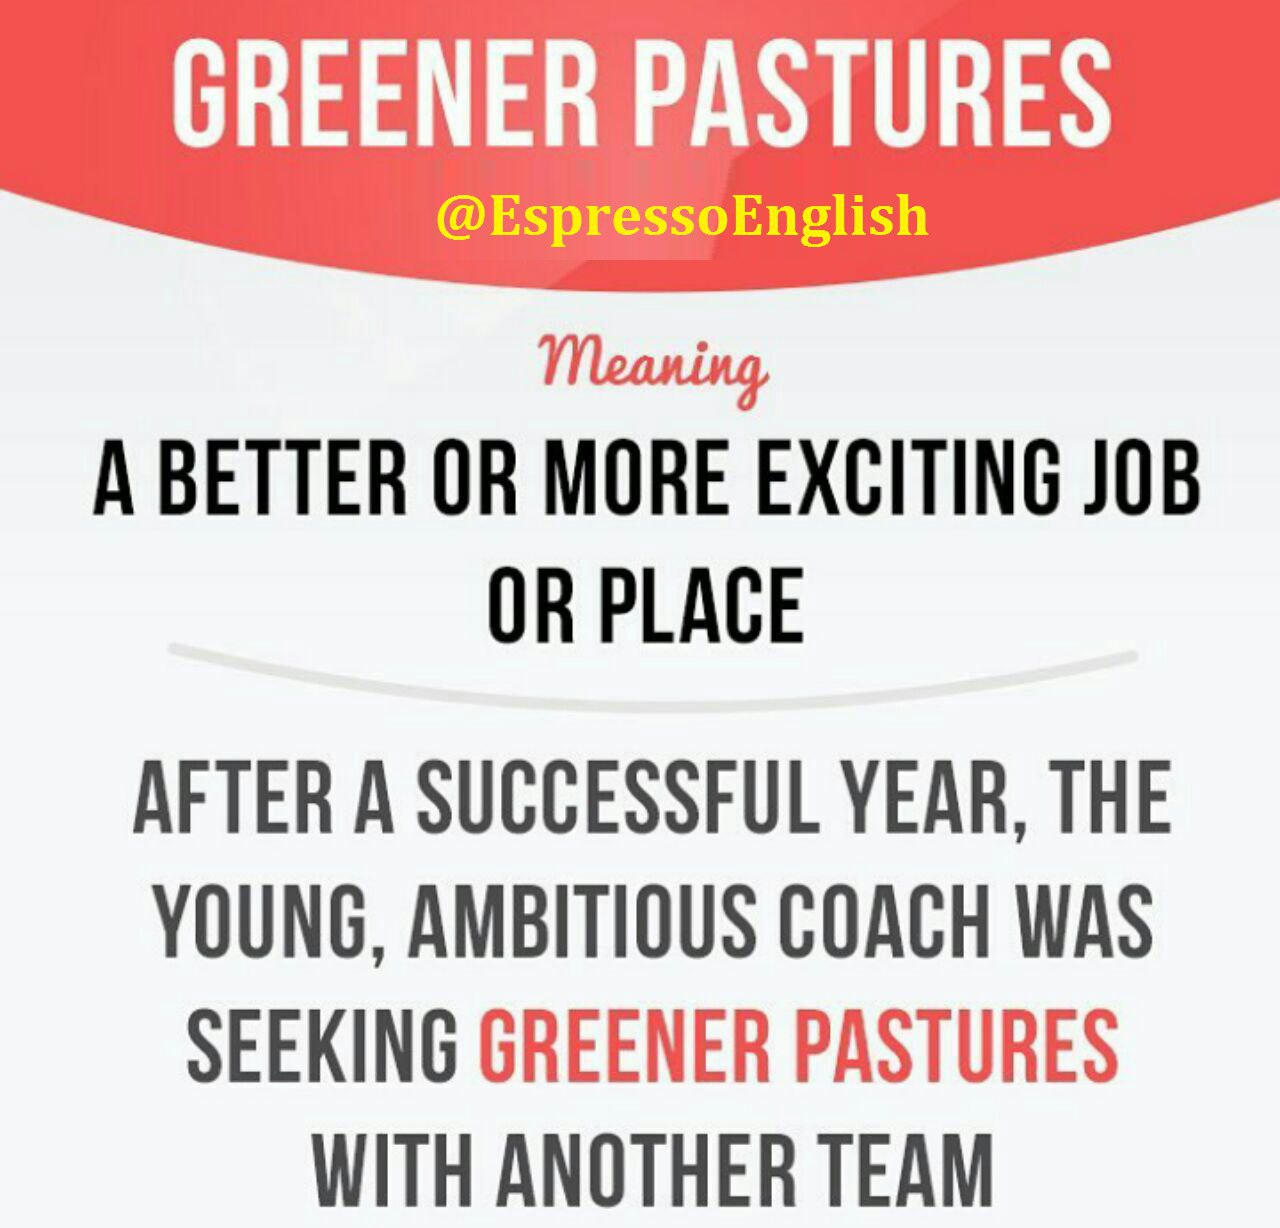 GREENER PASTURES
@EspressoEnglish
Meaning
A BETTER OR MORE EXCITING JOB
OR PLACE
AFTER A SUCCESSFUL YEAR, THE
YOUNG, AMBITIOUS COACH WAS
SEEKING GREENER PASTURES
WITH ANOTHER TEAM